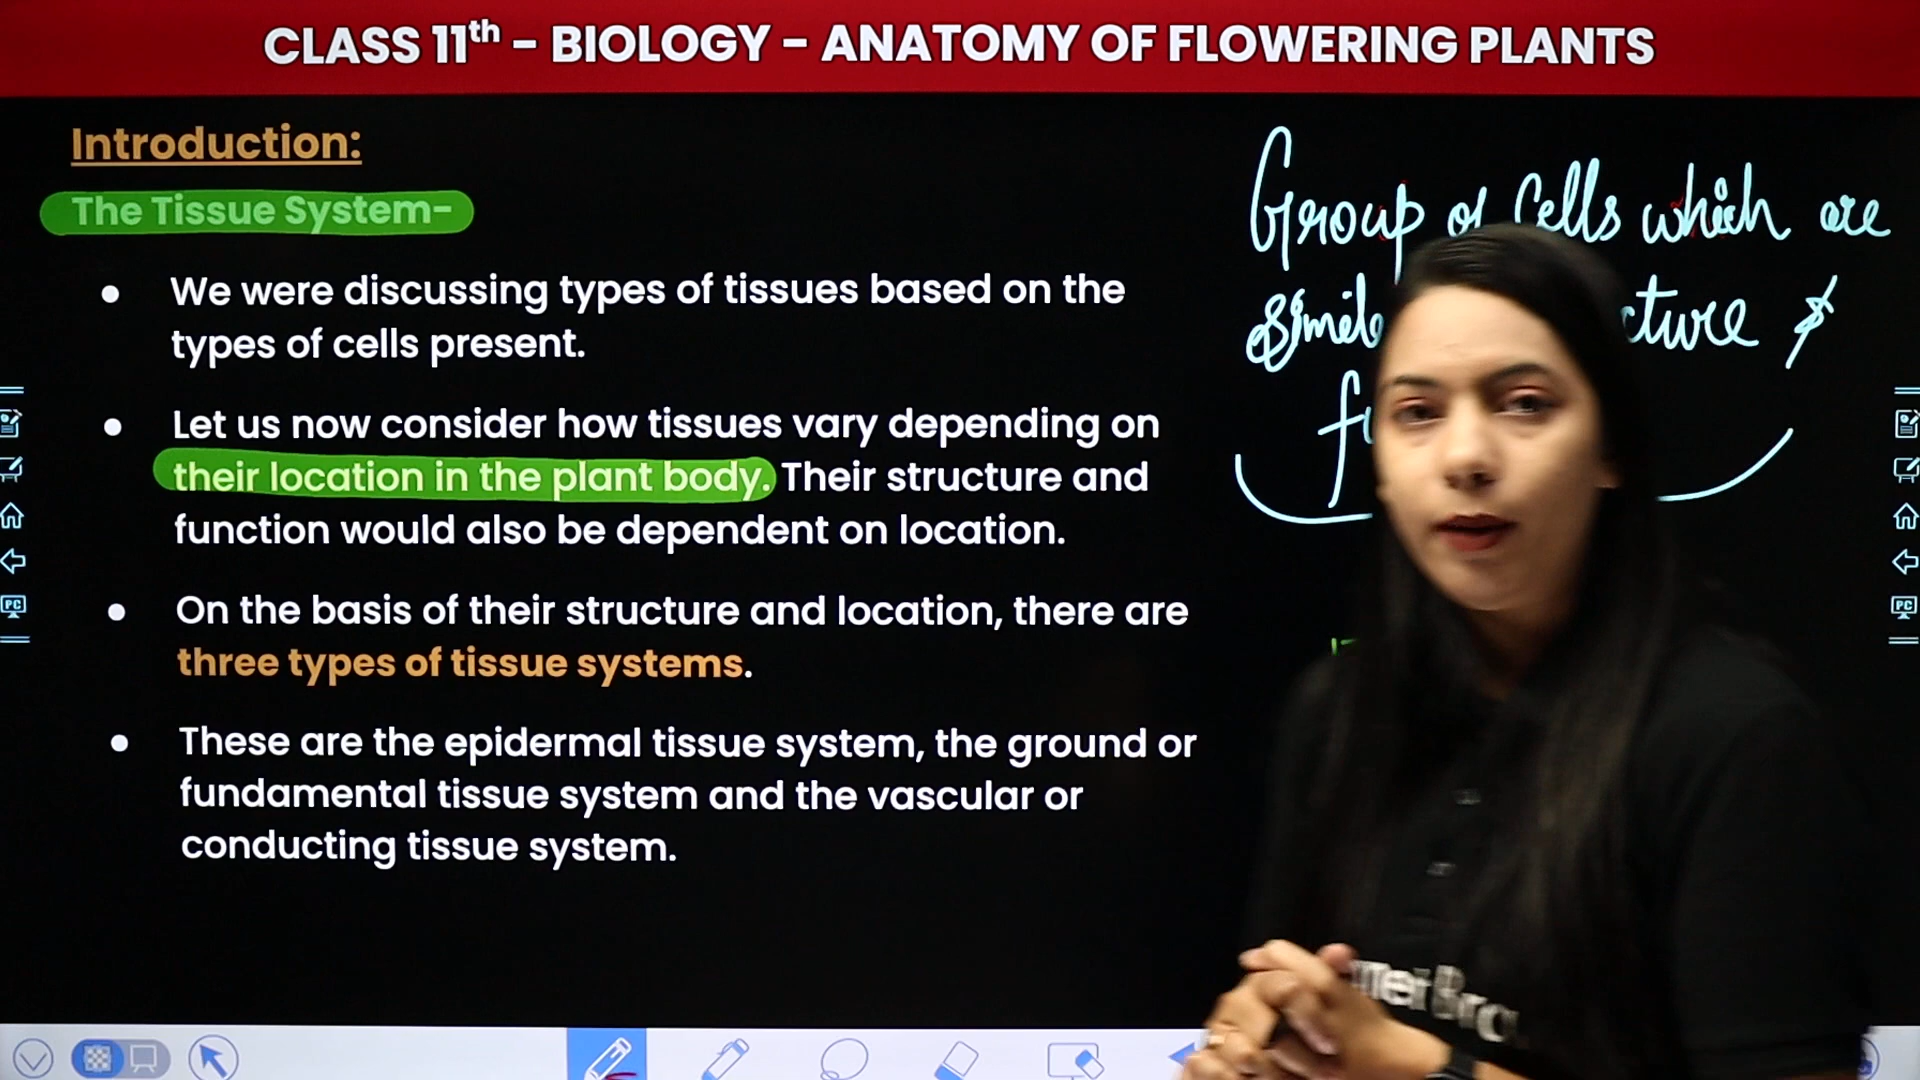 CLASS 11th - BIOLOGY - ANATOMY OF FLOWERING PLANTS
Introduction:
The Tissue System-
• We were discussing types of tissues based on the
types of cells present.
• Let us now consider how tissues vary depending on
their location in the plant body. Their structure and
function would also be dependent on location.
• On the basis of their structure and location, there are
three types of tissue systems.
• These are the epidermal tissue system, the ground or
fundamental tissue system and the vascular or
conducting tissue system.
Group of Cells which are
&
PC
PC